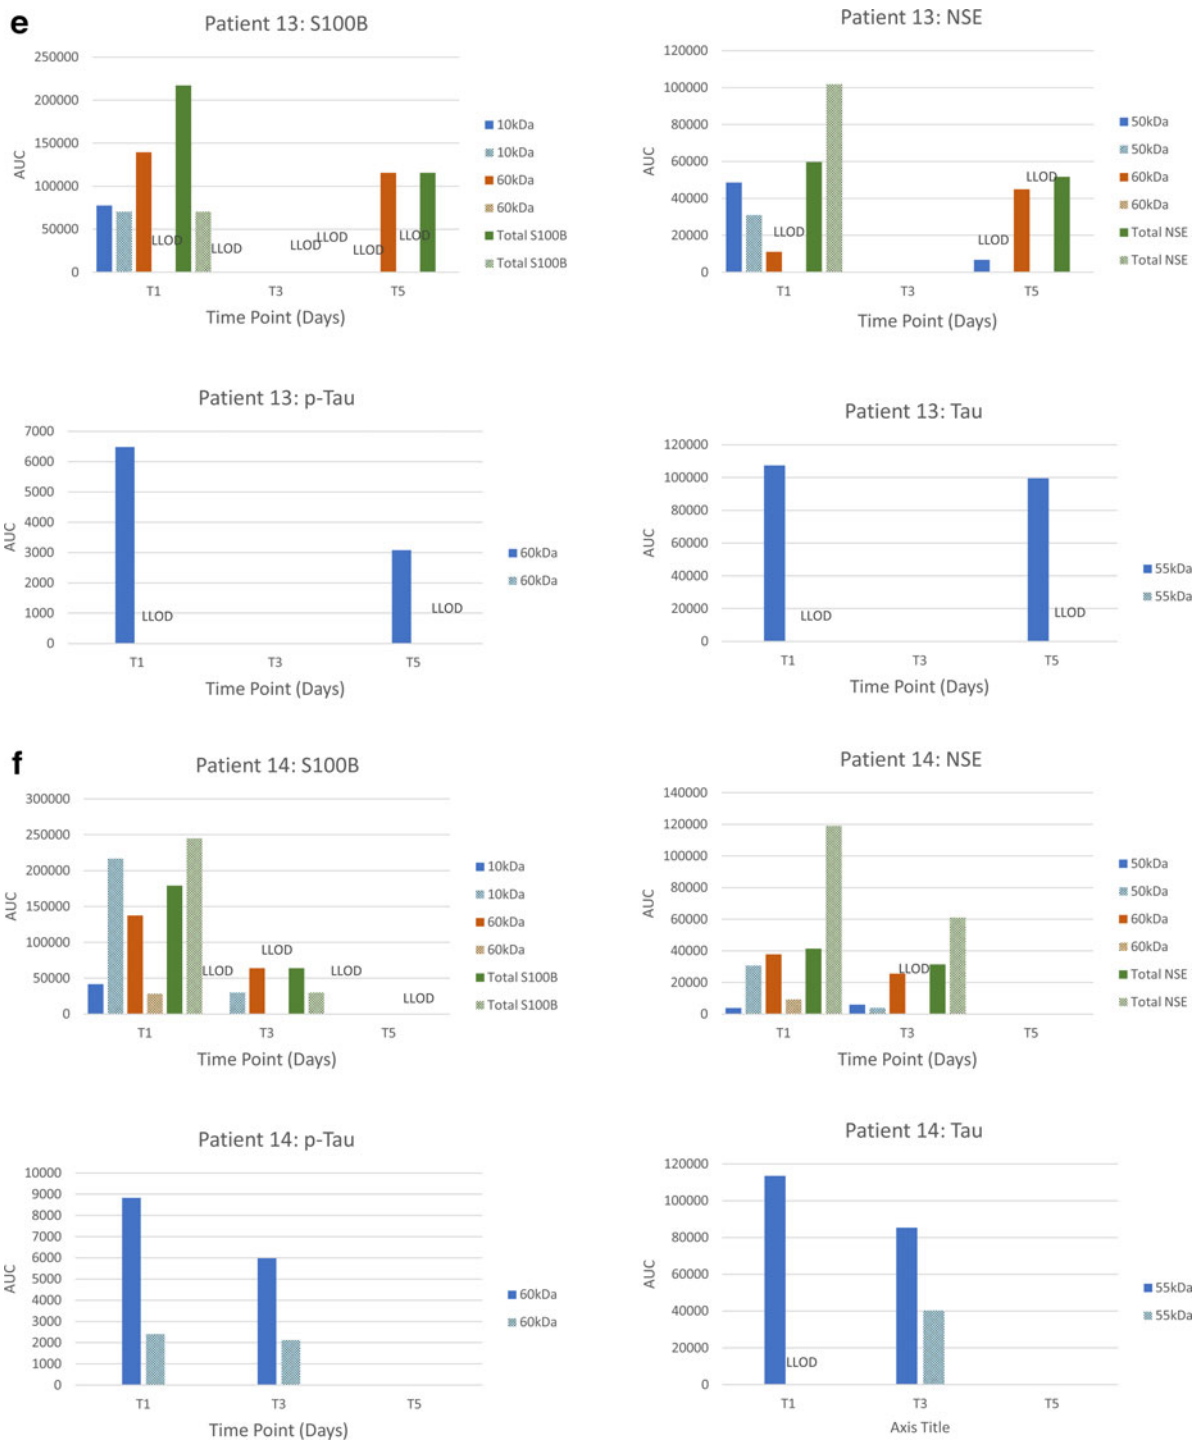 e
Patient 13: S100B
250000
200000
150000
100000
50000
0
AUC
LLOD
LLOD
LLOD
LLOD
LLOD
LLOD
T1
T3
T5
Time Point (Days)
10kDa
10kDa
60kDa
60kDa
Total S100B
Total S100B
Patient 13: NSE
120000
100000
80000
60000
40000
20000
0
AUC
LLOD
LLOD
LLOD
T1
T3
T5
Time Point (Days)
50kDa
50kDa
60kDa
60kDa
Total NSE
Total NSE
Patient 13: p-Tau
7000
6000
5000
4000
3000
2000
1000
0
AUC
LLOD
LLOD
T1
T3
T5
Time Point (Days)
60kDa
60kDa
Patient 13: Tau
120000
100000
80000
60000
40000
20000
0
AUC
LLOD
LLOD
T1
T3
T5
Time Point (Days)
55kDa
55kDa
f
Patient 14: S100B
300000
250000
200000
150000
100000
50000
0
AUC
LLOD
LLOD
LLOD
LLOD
T1
T3
T5
Time Point (Days)
10kDa
10kDa
60kDa
60kDa
Total S100B
Total S100B
Patient 14: NSE
140000
120000
100000
80000
60000
40000
20000
0
AUC
LLOD
T1
T3
T5
Time Point (Days)
50kDa
50kDa
60kDa
60kDa
Total NSE
Total NSE
Patient 14: p-Tau
10000
9000
8000
7000
6000
5000
4000
3000
2000
1000
0
AUC
T1
T3
T5
Time Point (Days)
60kDa
60kDa
Patient 14: Tau
120000
100000
80000
60000
40000
20000
0
AUC
LLOD
T1
T3
T5
Axis Title
55kDa
55kDa